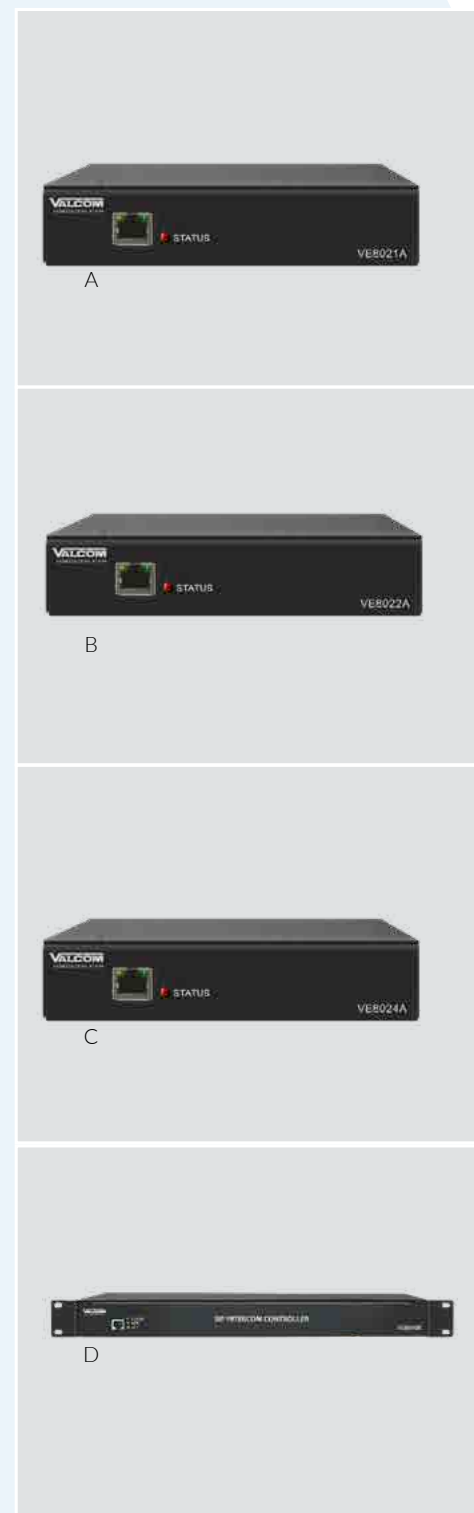 VALCOM
STATUS
VE8021A
A
VALCOM
STATUS
VE8022A
B
VALCOM
STATUS
VE8024A
C
VALCOM
SIP INTERCOM CONTROLLER
D